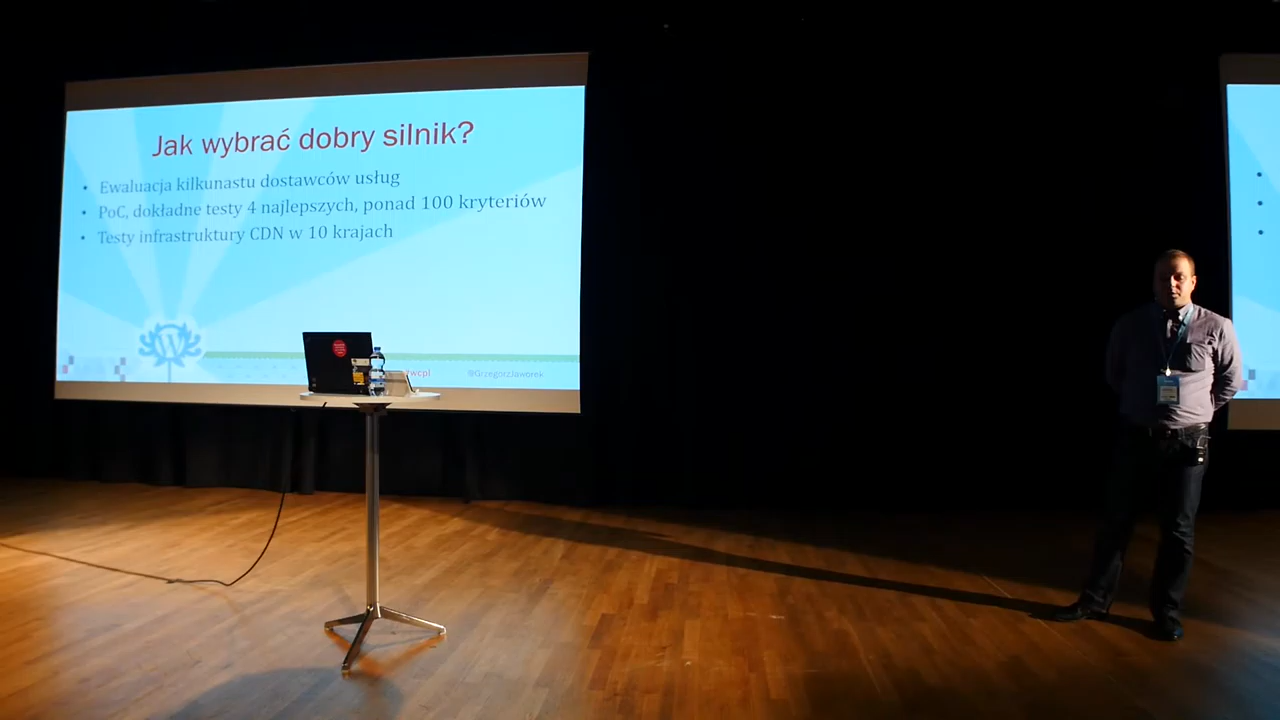 Jak wybrać dobry silnik?
• Ewaluacja kilkunastu dostawców usług
• PoC, dokładne testy 4 najlepszych, ponad 100 kryteriów
• Testy infrastruktury CDN w 10 krajach
@GrzegorzJaworek